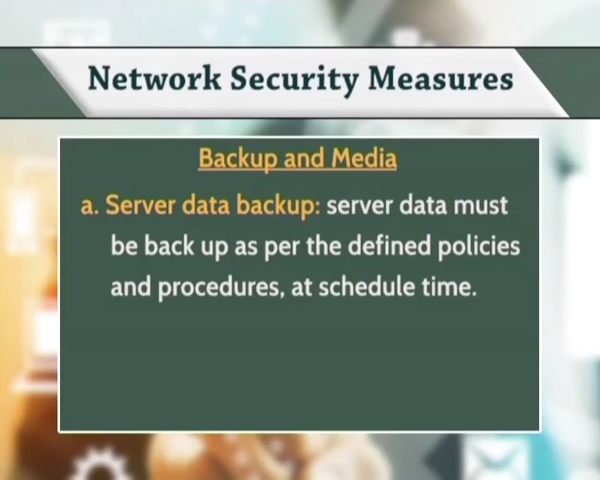 Network Security Measures
Backup and Media
a. Server data backup: server data must
be back up as per the defined policies
and procedures, at schedule time.